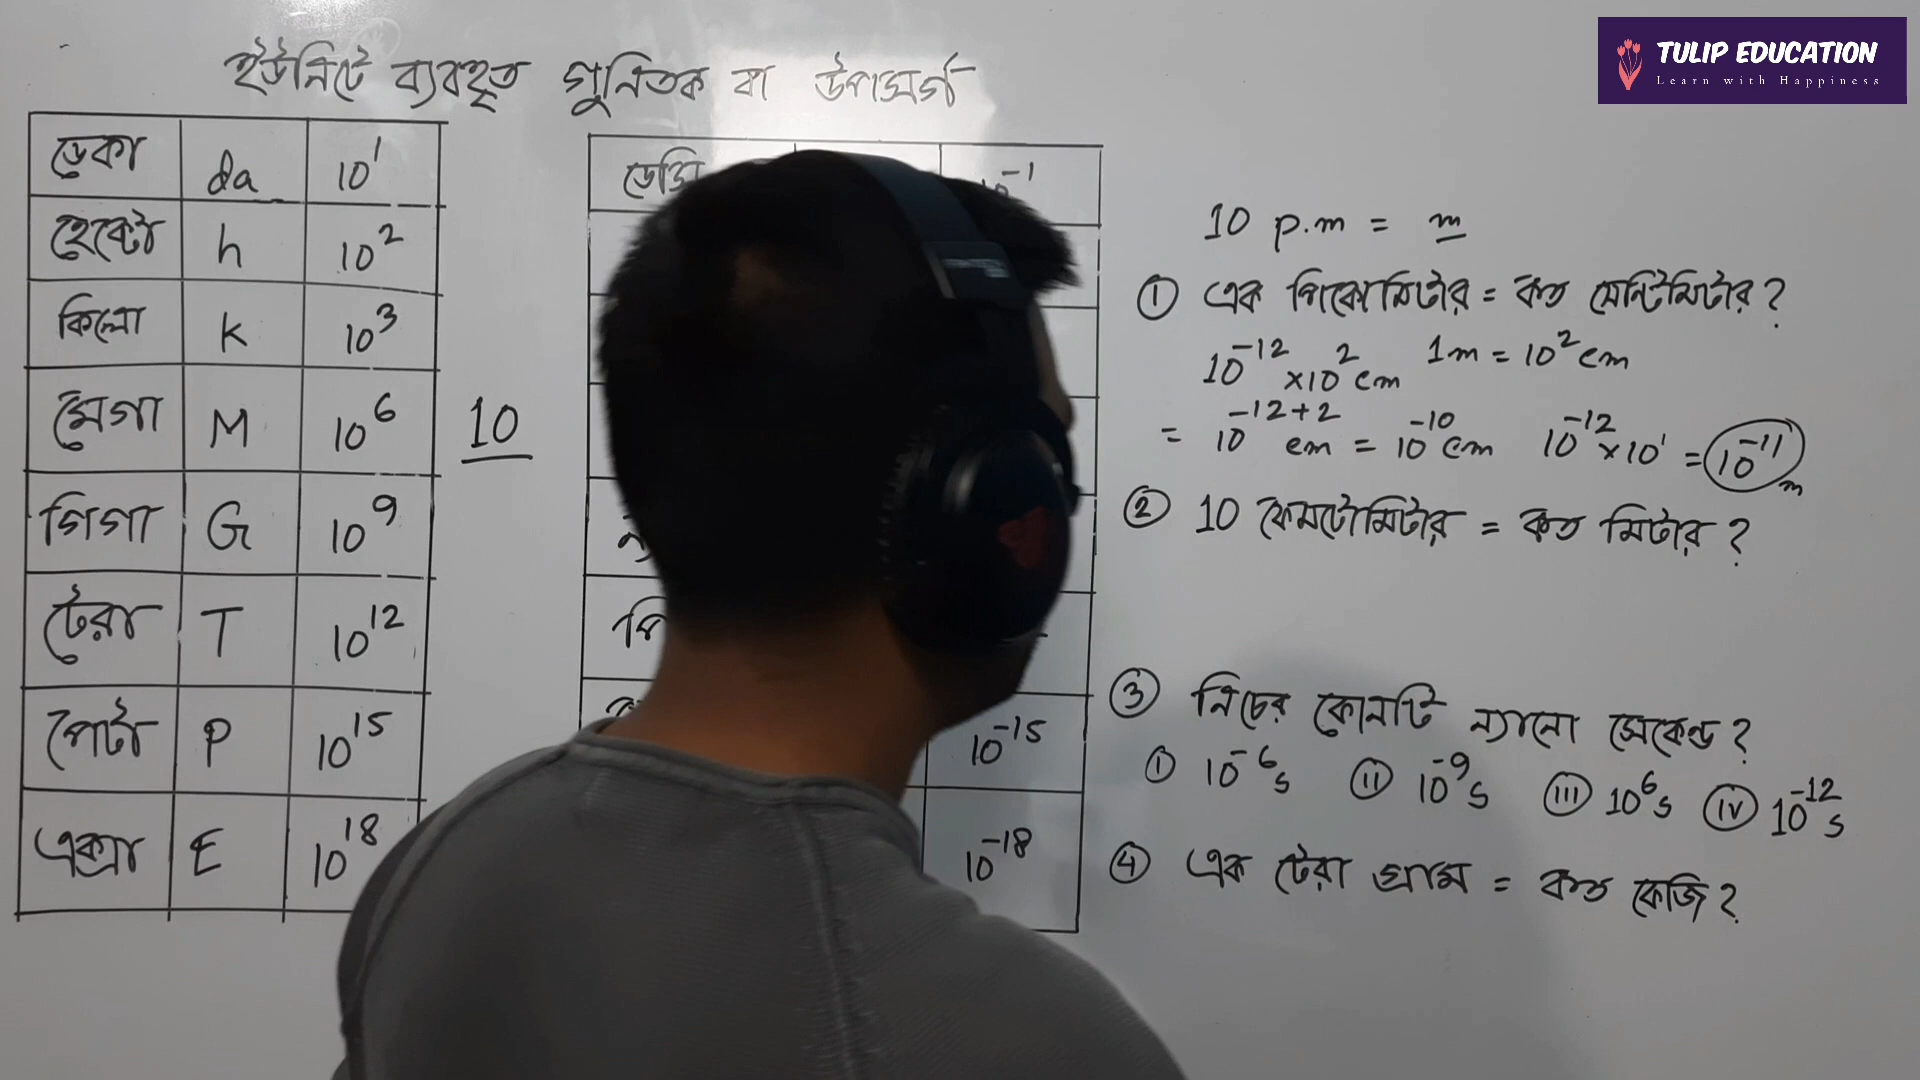 TULIP EDUCATION
Learn with Happiness
ইউনিটে ব্যবহৃত গুনিতক বা উপসর্গ
ডেকা da 10¹
হেক্টো h 10²
কিলো k 10³
মেগা M 10⁶
গিগা G 10⁹
টেরা T 10¹²
পেটা P 10¹⁵
এক্সা E 10¹⁸
10
ডেসি 10⁻¹
10⁻¹⁵
10⁻¹⁸
10 p.m = m
① এক পিকোমিটার = কত সেন্টিমিটার ?
10⁻¹² ×10² cm 1m = 10² cm
= 10⁻¹²⁺² cm = 10⁻¹⁰ cm 10⁻¹² ×10¹ = 10⁻¹¹ m
② 10 ফেমটোমিটার = কত মিটার ?
③ নিচের কোনটি ন্যানো সেকেন্ড ?
ⓘ 10⁻⁶ s ⓘⓘ 10⁻⁹ s ⓘⓘⓘ 10⁶ s ⓘⓥ 10⁻¹² s
④ এক টেরা গ্রাম = কত কেজি ?